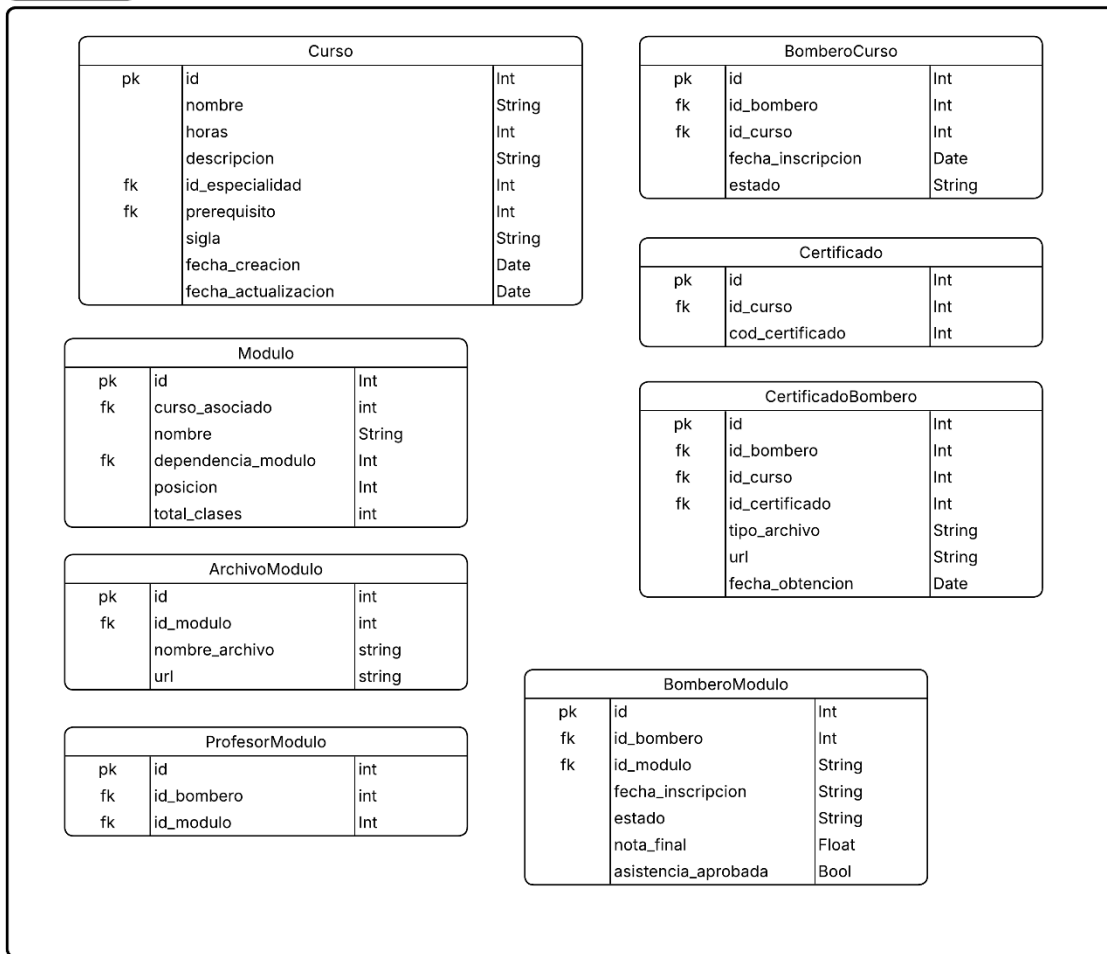 Curso
pk id Int
nombre String
horas Int
descripcion String
fk id_especialidad Int
fk prerequisito Int
sigla String
fecha_creacion Date
fecha_actualizacion Date
Modulo
pk id Int
fk curso_asociado int
nombre String
fk dependencia_modulo Int
posicion Int
total_clases int
ArchivoModulo
pk id int
fk id_modulo int
nombre_archivo string
url string
ProfesorModulo
pk id int
fk id_bombero int
fk id_modulo Int
BomberoCurso
pk id Int
fk id_bombero Int
fk id_curso Int
fecha_inscripcion Date
estado String
Certificado
pk id Int
fk id_curso Int
cod_certificado Int
CertificadoBombero
pk id Int
fk id_bombero Int
fk id_curso Int
fk id_certificado Int
tipo_archivo String
url String
fecha_obtencion Date
BomberoModulo
pk id Int
fk id_bombero Int
fk id_modulo String
fecha_inscripcion String
estado String
nota_final Float
asistencia_aprobada Bool